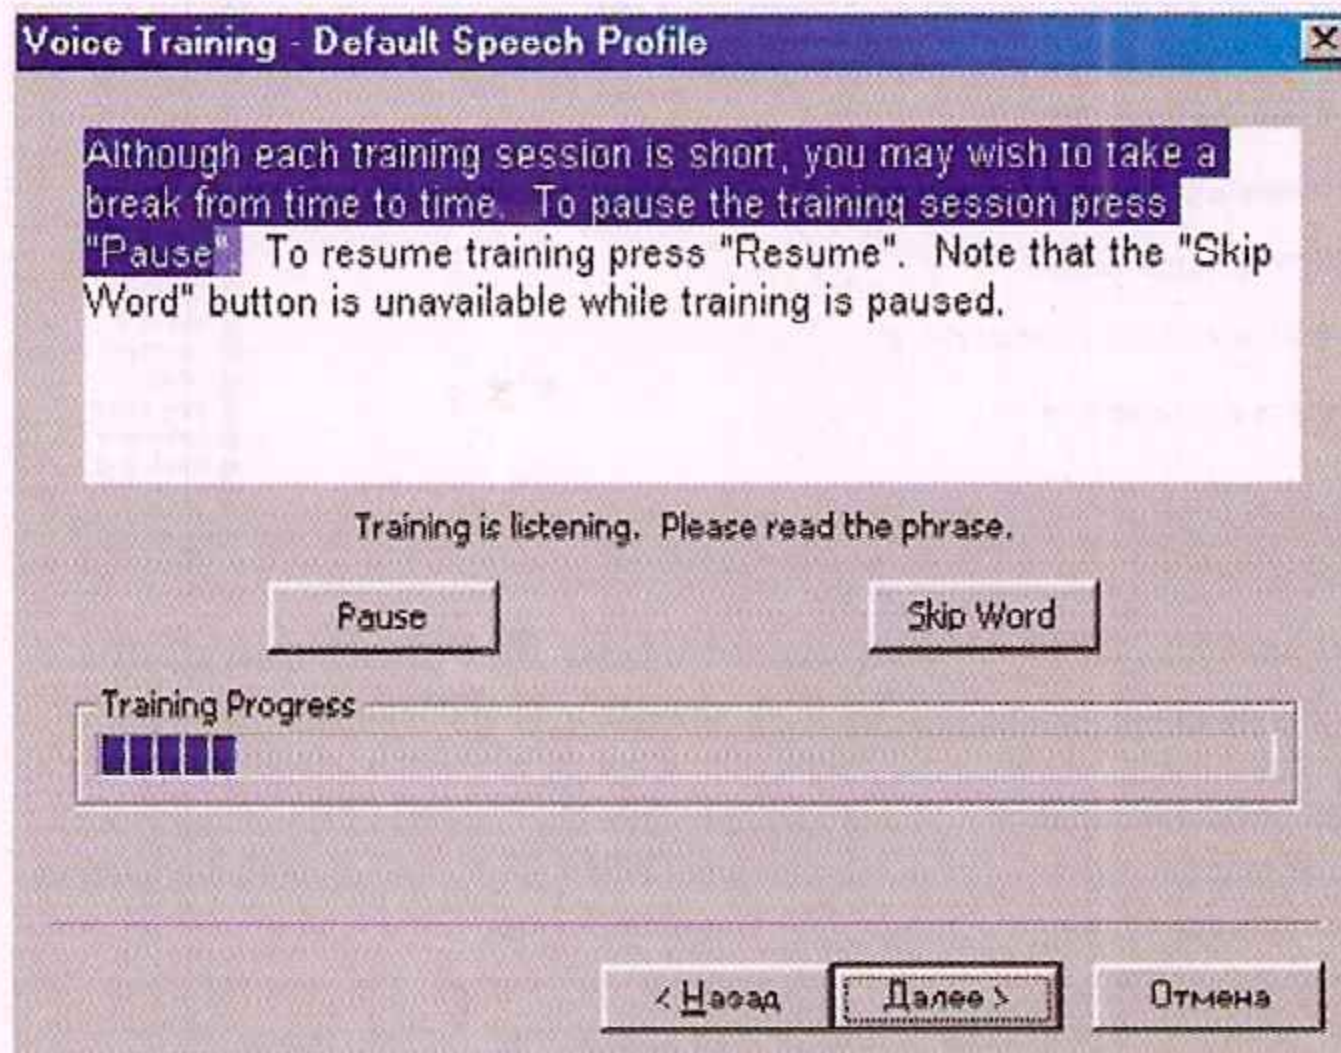 Voice Training - Default Speech Profile
Although each training session is short, you may wish to take a
break from time to time. To pause the training session press
"Pause". To resume training press "Resume". Note that the "Skip
Word" button is unavailable while training is paused.
Training is listening. Please read the phrase.
Pause Skip Word
Training Progress
< Назад Далее > Отмена